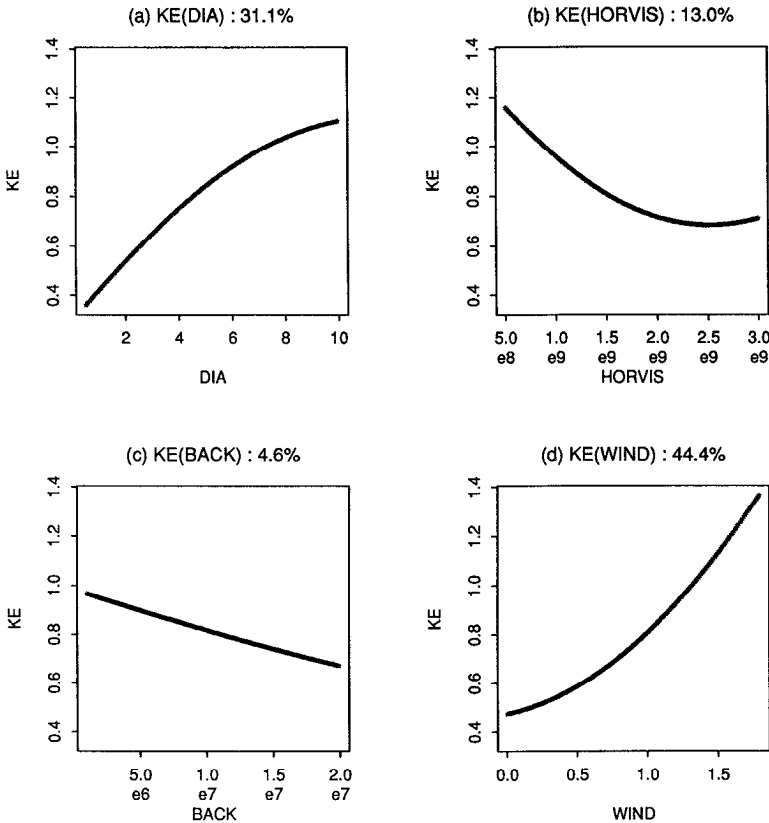 (a) KE(DIA) : 31.1%
1.4
1.2
1.0
0.8
0.6
0.4
KE
2 4 6 8 10
DIA
(b) KE(HORVIS) : 13.0%
1.4
1.2
1.0
0.8
0.6
0.4
KE
5.0 1.0 1.5 2.0 2.5 3.0
e8 e9 e9 e9 e9 e9
HORVIS
(c) KE(BACK) : 4.6%
1.4
1.2
1.0
0.8
0.6
0.4
KE
5.0 1.0 1.5 2.0
e6 e7 e7 e7
BACK
(d) KE(WIND) : 44.4%
1.4
1.2
1.0
0.8
0.6
0.4
KE
0.0 0.5 1.0 1.5
WIND